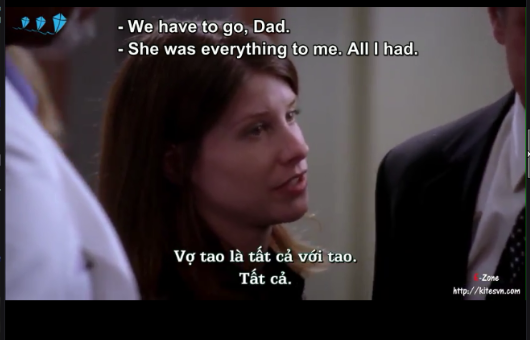 - We have to go, Dad.
- She was everything to me. All I had.
Vợ tao là tất cả với tao.
Tất cả.
-Zone
http://kitesvn.com